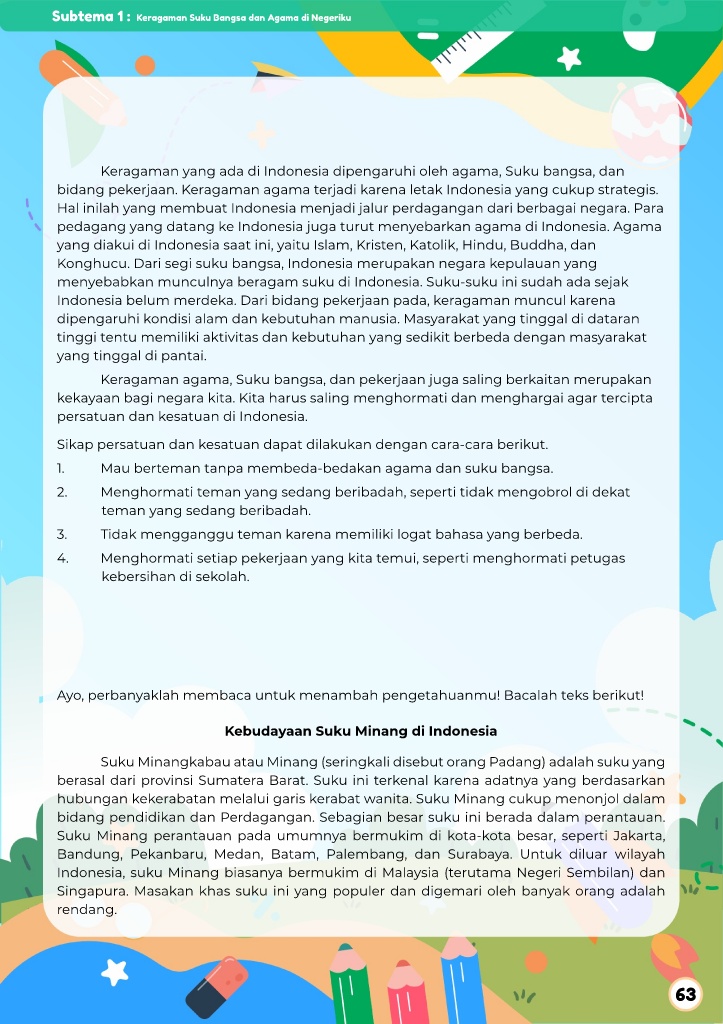 Subtema 1 : Keragaman Suku Bangsa dan Agama di Negeriku
Keragaman yang ada di Indonesia dipengaruhi oleh agama, Suku bangsa, dan
bidang pekerjaan. Keragaman agama terjadi karena letak Indonesia yang cukup strategis.
Hal inilah yang membuat Indonesia menjadi jalur perdagangan dari berbagai negara. Para
pedagang yang datang ke Indonesia juga turut menyebarkan agama di Indonesia. Agama
yang diakui di Indonesia saat ini, yaitu Islam, Kristen, Katolik, Hindu, Buddha, dan
Konghucu. Dari segi suku bangsa, Indonesia merupakan negara kepulauan yang
menyebabkan munculnya beragam suku di Indonesia. Suku-suku ini sudah ada sejak
Indonesia belum merdeka. Dari bidang pekerjaan pada, keragaman muncul karena
dipengaruhi kondisi alam dan kebutuhan manusia. Masyarakat yang tinggal di dataran
tinggi tentu memiliki aktivitas dan kebutuhan yang sedikit berbeda dengan masyarakat
yang tinggal di pantai.
Keragaman agama, Suku bangsa, dan pekerjaan juga saling berkaitan merupakan
kekayaan bagi negara kita. Kita harus saling menghormati dan menghargai agar tercipta
persatuan dan kesatuan di Indonesia.
Sikap persatuan dan kesatuan dapat dilakukan dengan cara-cara berikut.
1. Mau berteman tanpa membeda-bedakan agama dan suku bangsa.
2. Menghormati teman yang sedang beribadah, seperti tidak mengobrol di dekat
teman yang sedang beribadah.
3. Tidak mengganggu teman karena memiliki logat bahasa yang berbeda.
4. Menghormati setiap pekerjaan yang kita temui, seperti menghormati petugas
kebersihan di sekolah.
Ayo, perbanyaklah membaca untuk menambah pengetahuanmu! Bacalah teks berikut!
Kebudayaan Suku Minang di Indonesia
Suku Minangkabau atau Minang (seringkali disebut orang Padang) adalah suku yang
berasal dari provinsi Sumatera Barat. Suku ini terkenal karena adatnya yang berdasarkan
hubungan kekerabatan melalui garis kerabat wanita. Suku Minang cukup menonjol dalam
bidang pendidikan dan Perdagangan. Sebagian besar suku ini berada dalam perantauan.
Suku Minang perantauan pada umumnya bermukim di kota-kota besar, seperti Jakarta,
Bandung, Pekanbaru, Medan, Batam, Palembang, dan Surabaya. Untuk diluar wilayah
Indonesia, suku Minang biasanya bermukim di Malaysia (terutama Negeri Sembilan) dan
Singapura. Masakan khas suku ini yang populer dan digemari oleh banyak orang adalah
rendang.
63